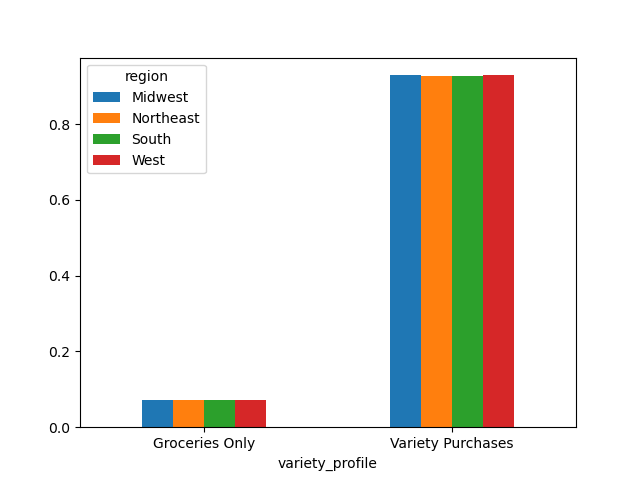 region
Midwest
Northeast
South
West
0.8
0.6
0.4
0.2
0.0
Groceries Only
Variety Purchases
variety_profile